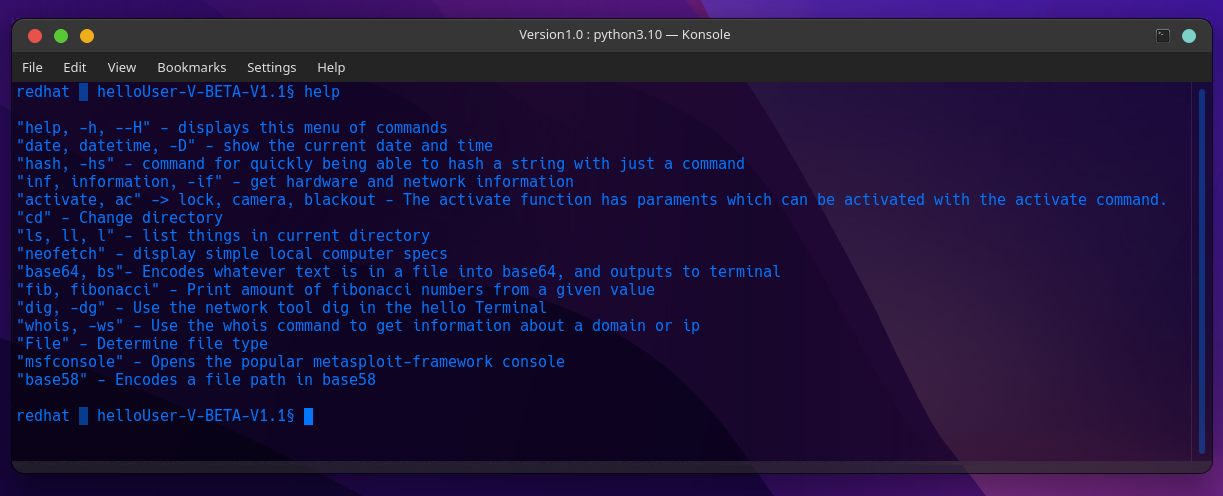 Version1.0 : python3.10 — Konsole
File Edit View Bookmarks Settings Help
redhat helloUser-V-BETA-V1.1§ help
"help, -h, --H" - displays this menu of commands
"date, datetime, -D" - show the current date and time
"hash, -hs" - command for quickly being able to hash a string with just a command
"inf, information, -if" - get hardware and network information
"activate, ac" -> lock, camera, blackout - The activate function has paraments which can be activated with the activate command.
"cd" - Change directory
"ls, ll, l" - list things in current directory
"neofetch" - display simple local computer specs
"base64, bs"- Encodes whatever text is in a file into base64, and outputs to terminal
"fib, fibonacci" - Print amount of fibonacci numbers from a given value
"dig, -dg" - Use the network tool dig in the hello Terminal
"whois, -ws" - Use the whois command to get information about a domain or ip
"File" - Determine file type
"msfconsole" - Opens the popular metasploit-framework console
"base58" - Encodes a file path in base58
redhat helloUser-V-BETA-V1.1§